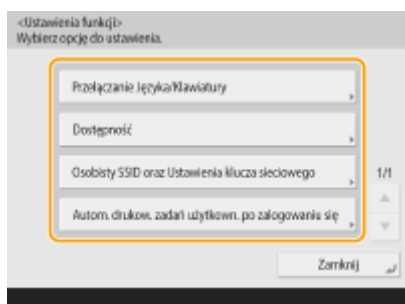 <Ustawienia funkcji>
Wybierz opcję do ustawienia.
Przełączanie Języka/Klawiatury
Dostępność
Osobisty SSID oraz Ustawienia klucza sieciowego
1/1
Autom. drukow. zadań użytkown. po zalogowaniu się
Zamknij